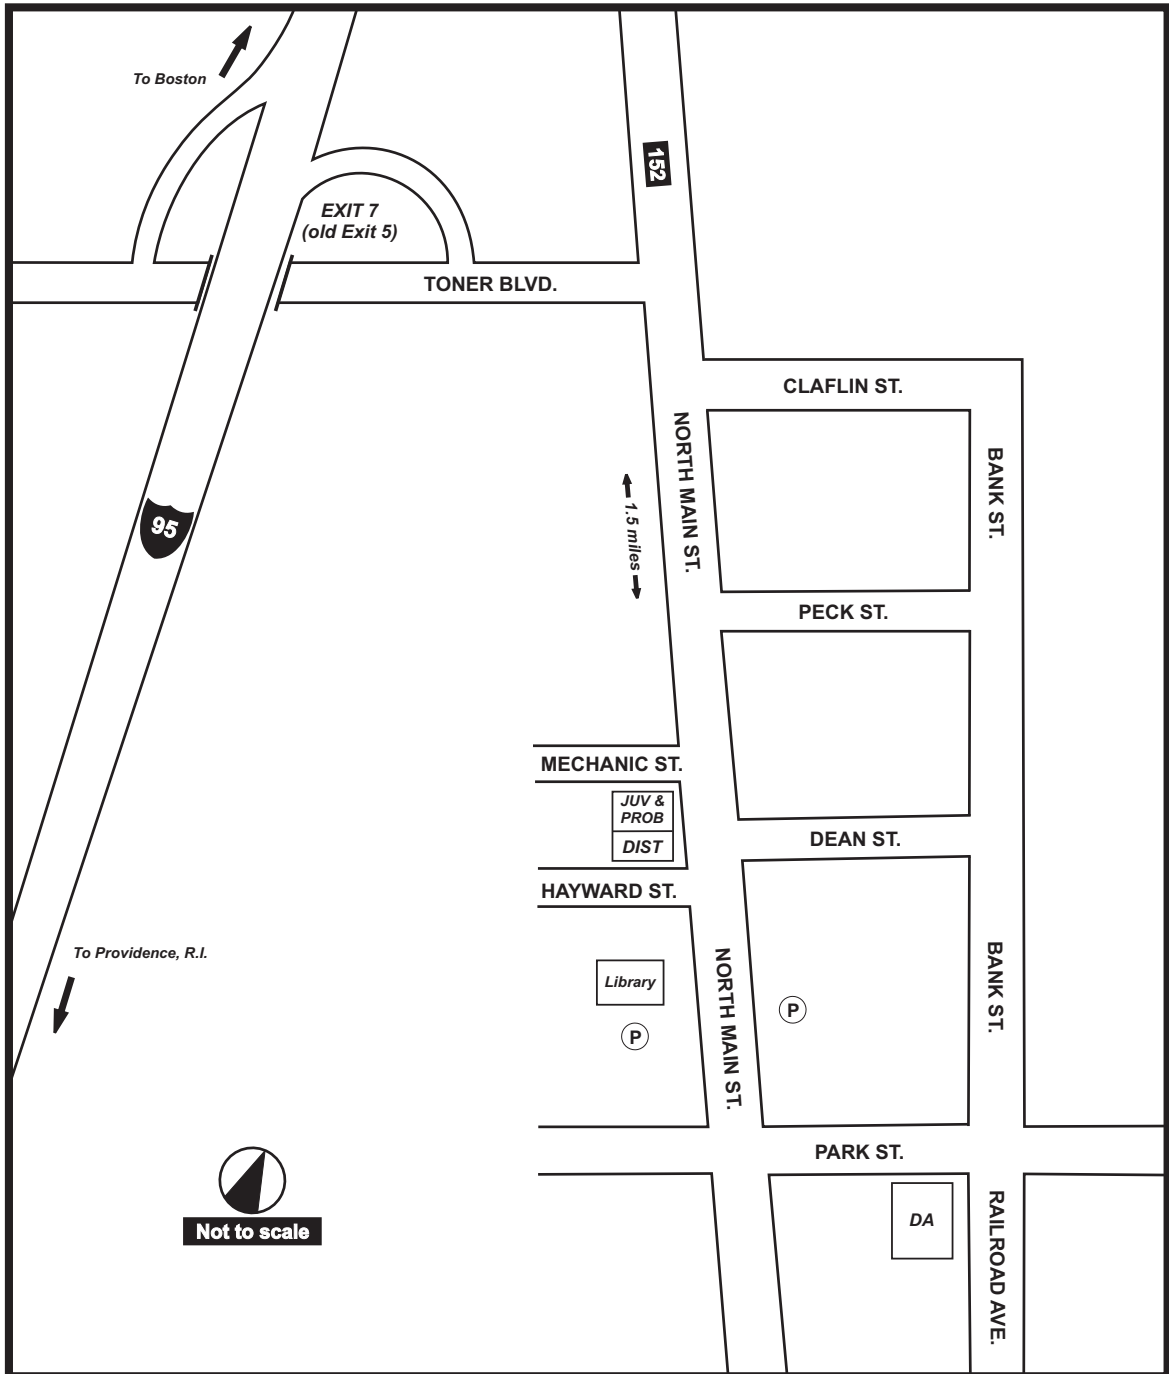 To Boston
152
EXIT 7
(old Exit 5)
TONER BLVD.
CLAFLIN ST.
NORTH MAIN ST.
BANK ST.
1.5 miles
95
PECK ST.
MECHANIC ST.
JUV &
PROB
DIST
DEAN ST.
HAYWARD ST.
To Providence, R.I.
Library
NORTH MAIN ST.
BANK ST.
P
P
PARK ST.
Not to scale
DA
RAILROAD AVE.